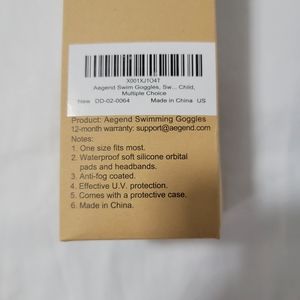 X001XJ1O4T
Aegend Swim Goggles, Sw... Child,
Multiple Choice
New DD-02-0064 Made in China US
Product: Aegend Swimming Goggles
12-month warranty: support@aegend.com
Notes:
1. One size fits most.
2. Waterproof soft silicone orbital
pads and headbands.
3. Anti-fog coated.
4. Effective U.V. protection.
5. Comes with a protective case.
6. Made in China.